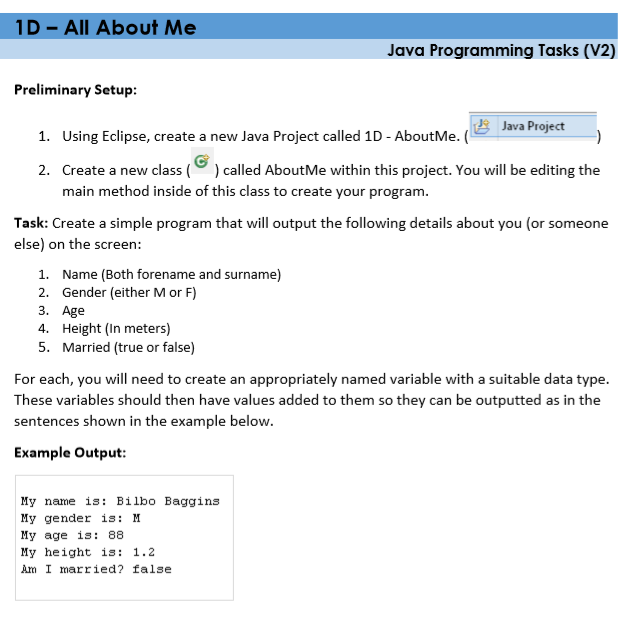 1D – All About Me
Java Programming Tasks (V2)
Preliminary Setup:
1. Using Eclipse, create a new Java Project called 1D - AboutMe. ( Java Project )
2. Create a new class ( C ) called AboutMe within this project. You will be editing the
main method inside of this class to create your program.
Task: Create a simple program that will output the following details about you (or someone
else) on the screen:
1. Name (Both forename and surname)
2. Gender (either M or F)
3. Age
4. Height (In meters)
5. Married (true or false)
For each, you will need to create an appropriately named variable with a suitable data type.
These variables should then have values added to them so they can be outputted as in the
sentences shown in the example below.
Example Output:
My name is: Bilbo Baggins
My gender is: M
My age is: 88
My height is: 1.2
Am I married? false